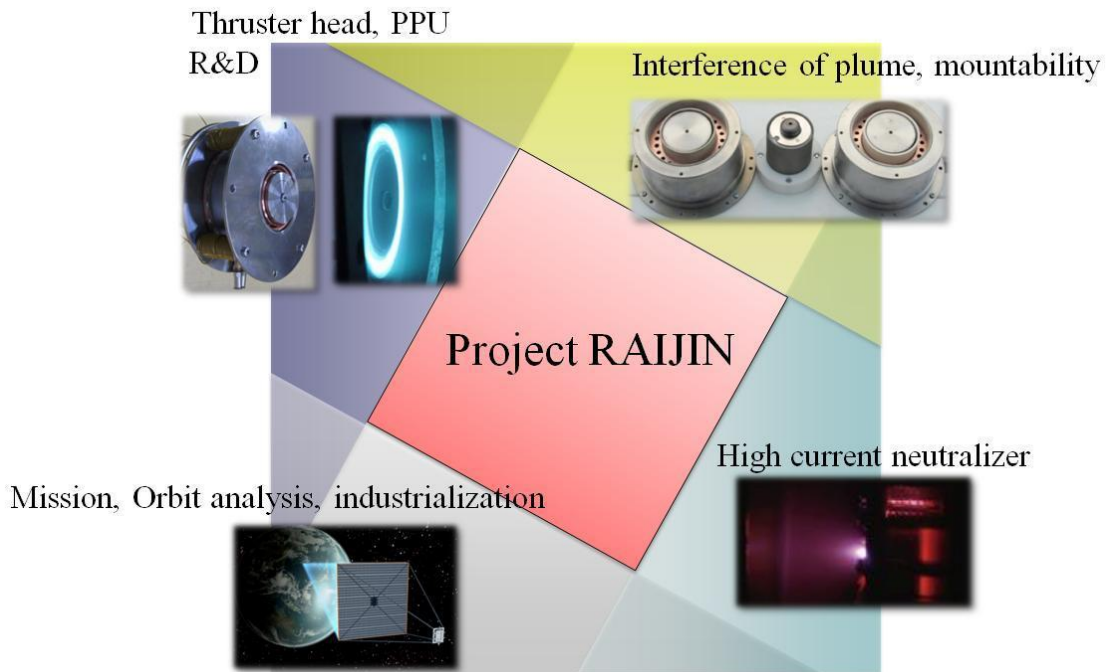 Thruster head, PPU
R&D
Interference of plume, mountability
Project RAIJIN
High current neutralizer
Mission, Orbit analysis, industrialization